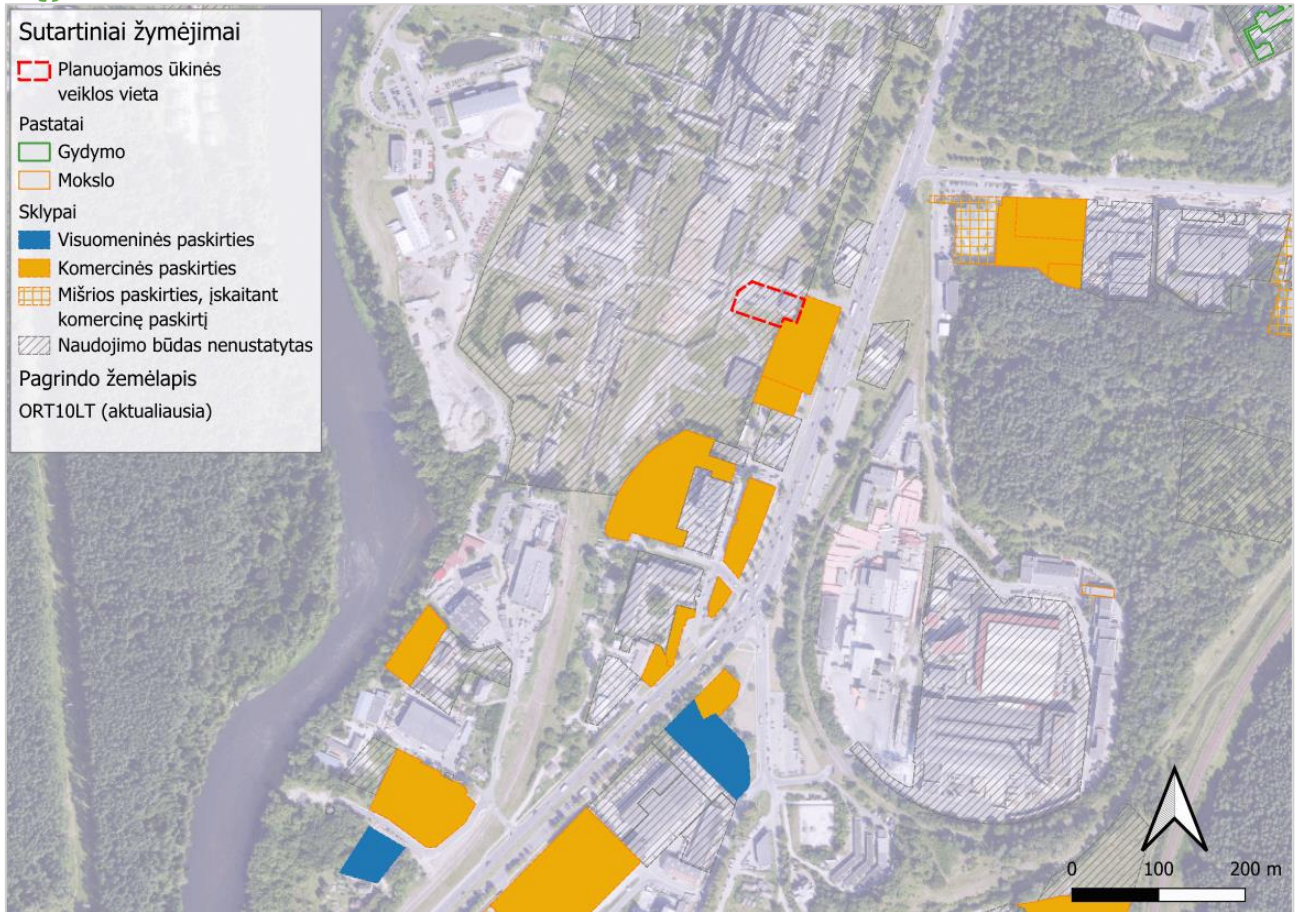 Sutartiniai žymėjimai
Planuojamos ūkinės
veiklos vieta
Pastatai
Gydymo
Mokslo
Sklypai
Visuomeninės paskirties
Komercinės paskirties
Mišrios paskirties, įskaitant
komercinę paskirtį
Naudojimo būdas nenustatytas
Pagrindo žemėlapis
ORT10LT (aktualiausia)
0 100 200 m